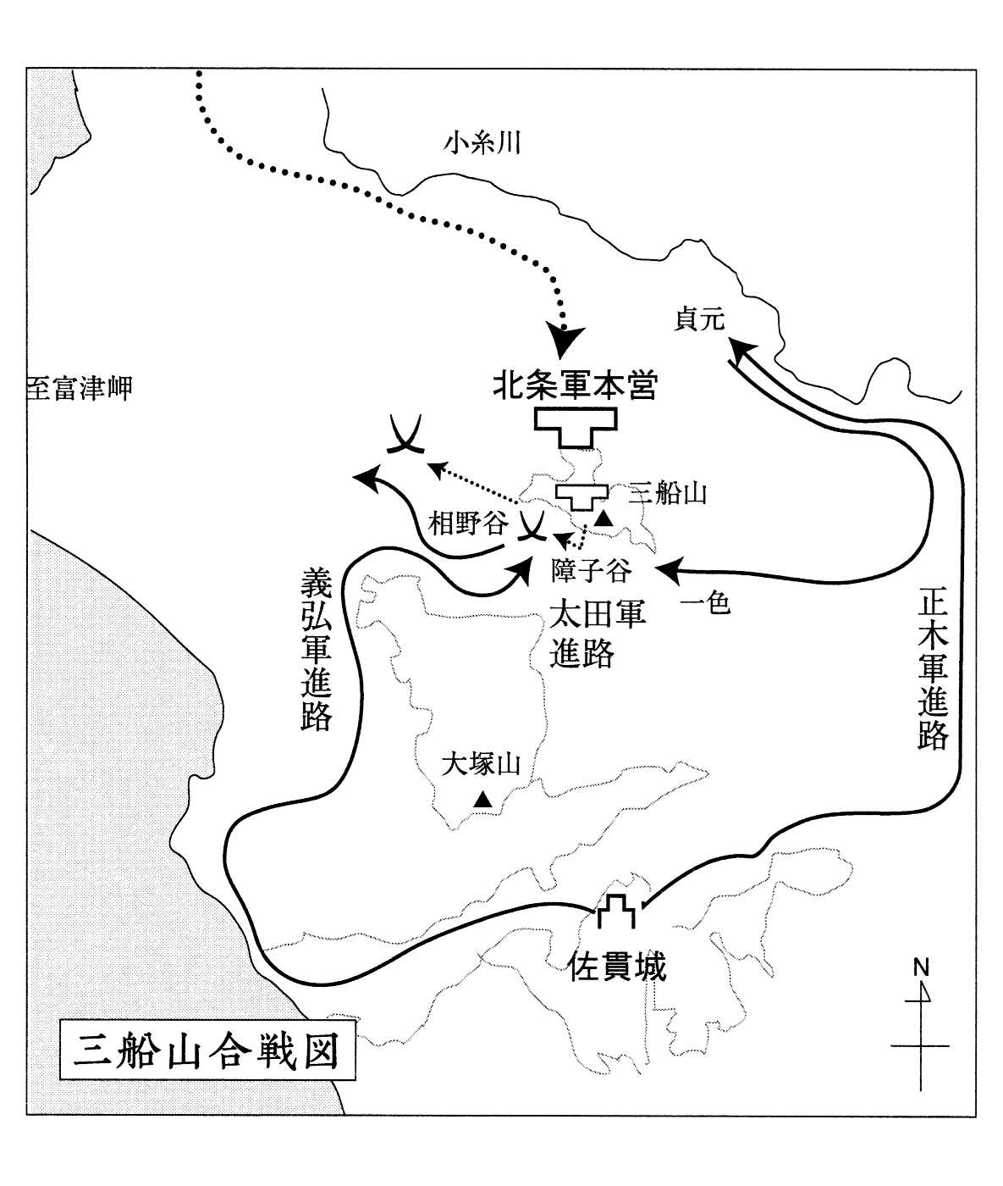 小糸川
貞元
至富津岬
北条軍本営
三船山
相野谷
障子谷
一色
太田軍
進路
義弘軍進路
正木軍進路
大塚山
佐貫城
N
三船山合戦図